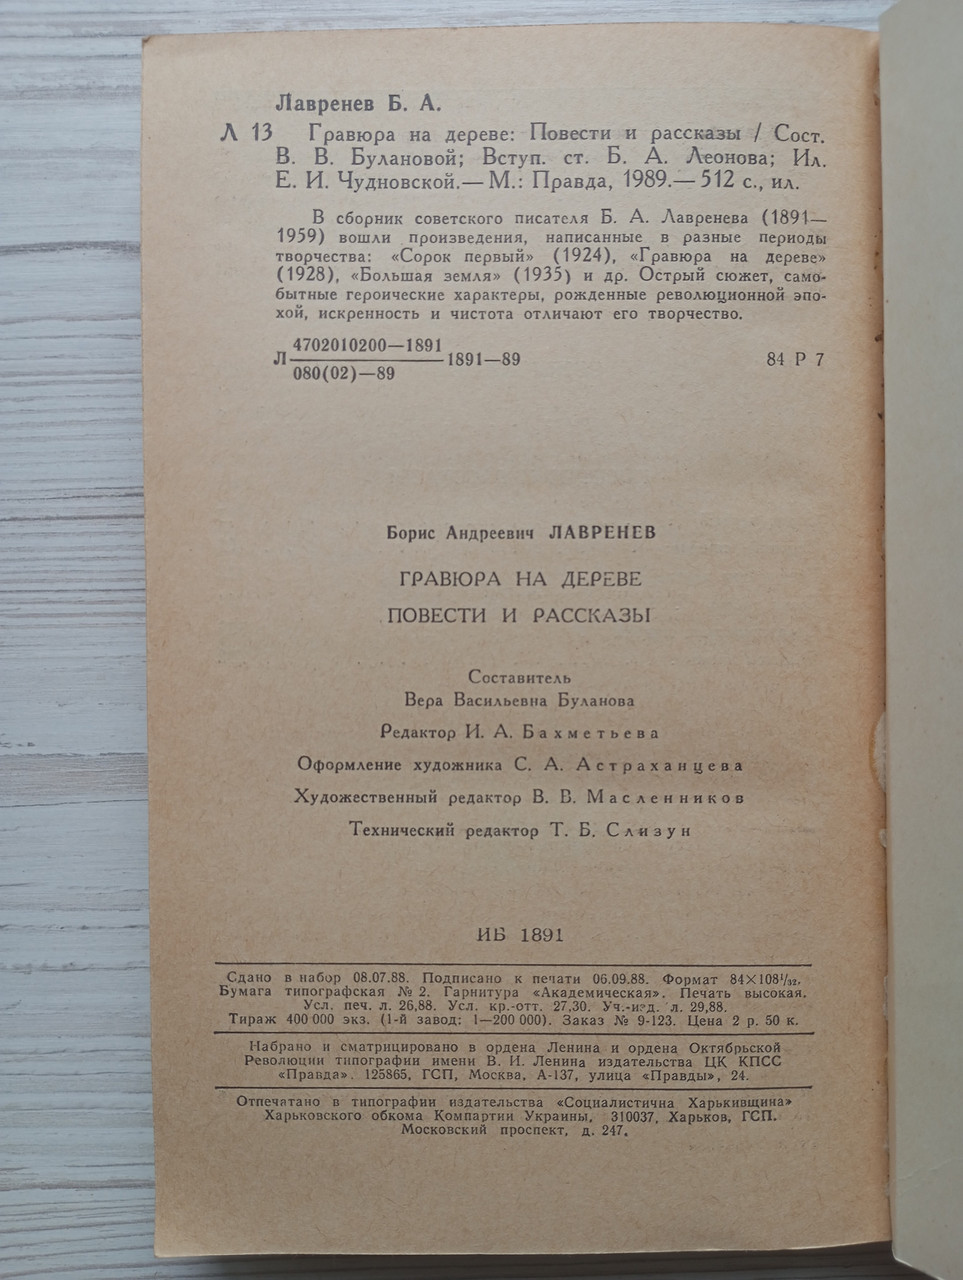 Лавренев Б. А.
Л 13 Гравюра на дереве: Повести и рассказы / Сост.
В. В. Булановой; Вступ. ст. Б. А. Леонова; Ил.
Е. И. Чудновской.— М.: Правда, 1989.— 512 с., ил.
В сборник советского писателя Б. А. Лавренева (1891—
1959) вошли произведения, написанные в разные периоды
творчества: «Сорок первый» (1924), «Гравюра на дереве»
(1928), «Большая земля» (1935) и др. Острый сюжет, само-
бытные героические характеры, рожденные революционной эпо-
хой, искренность и чистота отличают его творчество.
4702010200—1891
Л 1891—89 84 Р 7
080(02)—89
Борис Андреевич ЛАВРЕНЕВ
ГРАВЮРА НА ДЕРЕВЕ
ПОВЕСТИ И РАССКАЗЫ
Составитель
Вера Васильевна Буланова
Редактор И. А. Бахметьева
Оформление художника С. А. Астраханцева
Художественный редактор В. В. Масленников
Технический редактор Т. Б. Слизун
ИБ 1891
Сдано в набор 08.07.88. Подписано к печати 06.09.88. Формат 84×108¹/₃₂.
Бумага типографская № 2. Гарнитура «Академическая». Печать высокая.
Усл. печ. л. 26,88. Усл. кр.-отт. 27,30. Уч.-изд. л. 29,88.
Тираж 400 000 экз. (1-й завод: 1—200 000). Заказ № 9-123. Цена 2 р. 50 к.
Набрано и сматрицировано в ордена Ленина и ордена Октябрьской
Революции типографии имени В. И. Ленина издательства ЦК КПСС
«Правда». 125865, ГСП, Москва, А-137, улица «Правды», 24.
Отпечатано в типографии издательства «Социалистична Харькивщина»
Харьковского обкома Компартии Украины, 310037, Харьков, ГСП.
Московский проспект, д. 247.